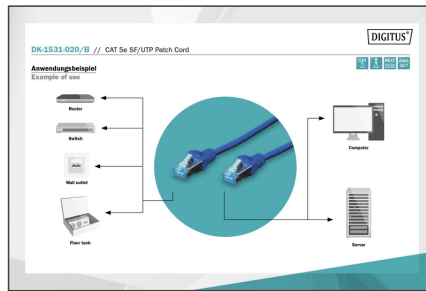 DIGITUS®
DK-1531-020/B // CAT 5e SF/UTP Patch Cord
Anwendungsbeispiel
Example of use
Router
Switch
Wall outlet
Floor tank
Computer
Server